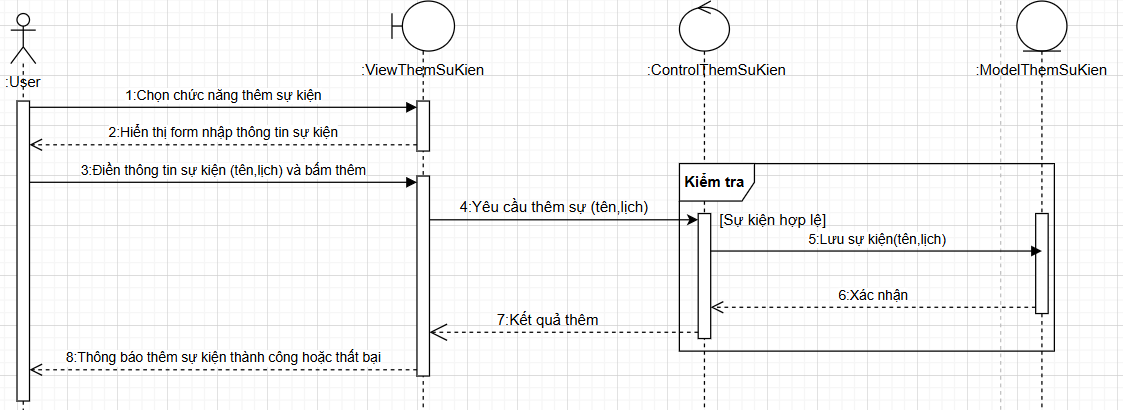 :User
:ViewThemSuKien
:ControlThemSuKien
:ModelThemSuKien
1:Chọn chức năng thêm sự kiện
2:Hiển thị form nhập thông tin sự kiện
3:Điền thông tin sự kiện (tên,lịch) và bấm thêm
Kiểm tra
4:Yêu cầu thêm sự (tên,lịch)
[Sự kiện hợp lệ]
5:Lưu sự kiện(tên,lịch)
6:Xác nhận
7:Kết quả thêm
8:Thông báo thêm sự kiện thành công hoặc thất bại